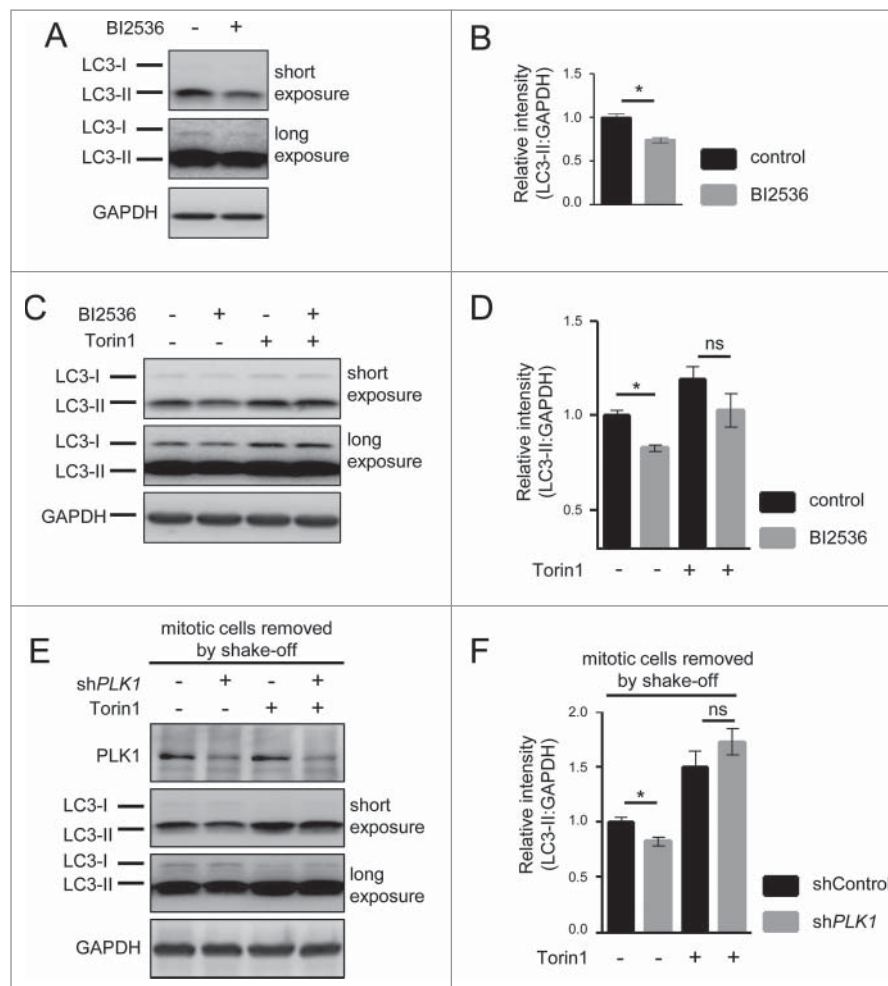 A
BI2536 - +
LC3-I
LC3-II
short
exposure
LC3-I
LC3-II
long
exposure
GAPDH
B
Relative intensity
(LC3-II:GAPDH)
1.5
1.0
0.5
0.0
*
control
BI2536
C
BI2536 - + - +
Torin1 - - + +
LC3-I
LC3-II
short
exposure
LC3-I
LC3-II
long
exposure
GAPDH
D
Relative intensity
(LC3-II:GAPDH)
1.5
1.0
0.5
*
ns
control
BI2536
Torin1 - - + +
E
mitotic cells removed
by shake-off
shPLK1 - + - +
Torin1 - - + +
PLK1
LC3-I
LC3-II
short
exposure
LC3-I
LC3-II
long
exposure
GAPDH
F
mitotic cells removed
by shake-off
Relative intensity
(LC3-II:GAPDH)
2.0
1.5
1.0
0.5
0.0
*
ns
shControl
shPLK1
Torin1 - - + +